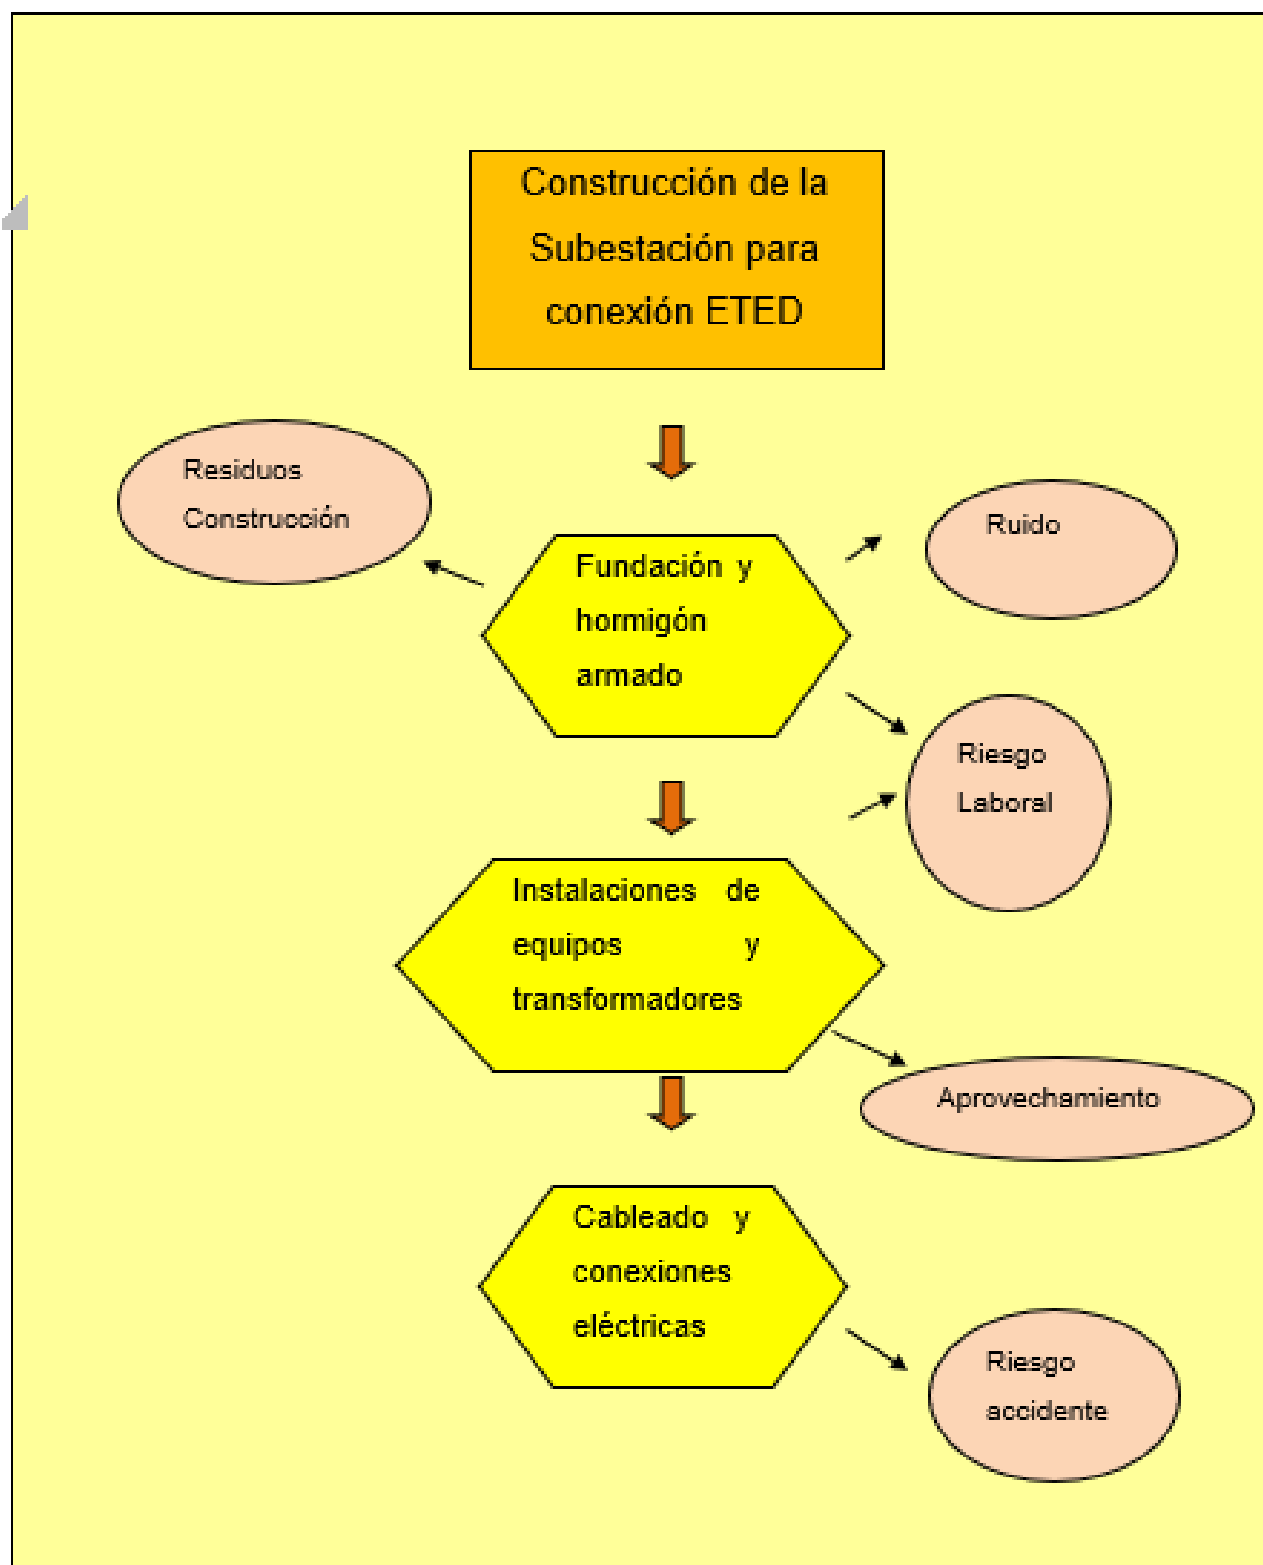 Construcción de la
Subestación para
conexión ETED
Residuos
Construcción
Ruido
Fundación y
hormigón
armado
Riesgo
Laboral
Instalaciones de
equipos y
transformadores
Aprovechamiento
Cableado y
conexiones
eléctricas
Riesgo
accidente